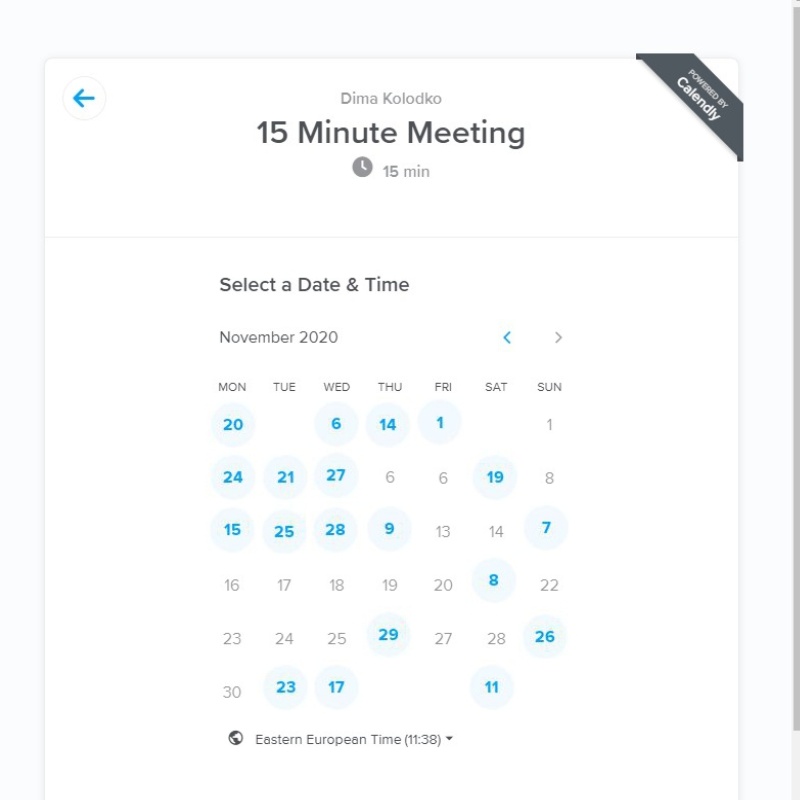 POWERED BY
Calendly
Dima Kolodko
15 Minute Meeting
15 min
Select a Date & Time
November 2020
MON TUE WED THU FRI SAT SUN
20 6 14 1 1
24 21 27 6 6 19 8
15 25 28 9 13 14 7
16 17 18 19 20 8 22
23 24 25 29 27 28 26
30 23 17 11
Eastern European Time (11:38)